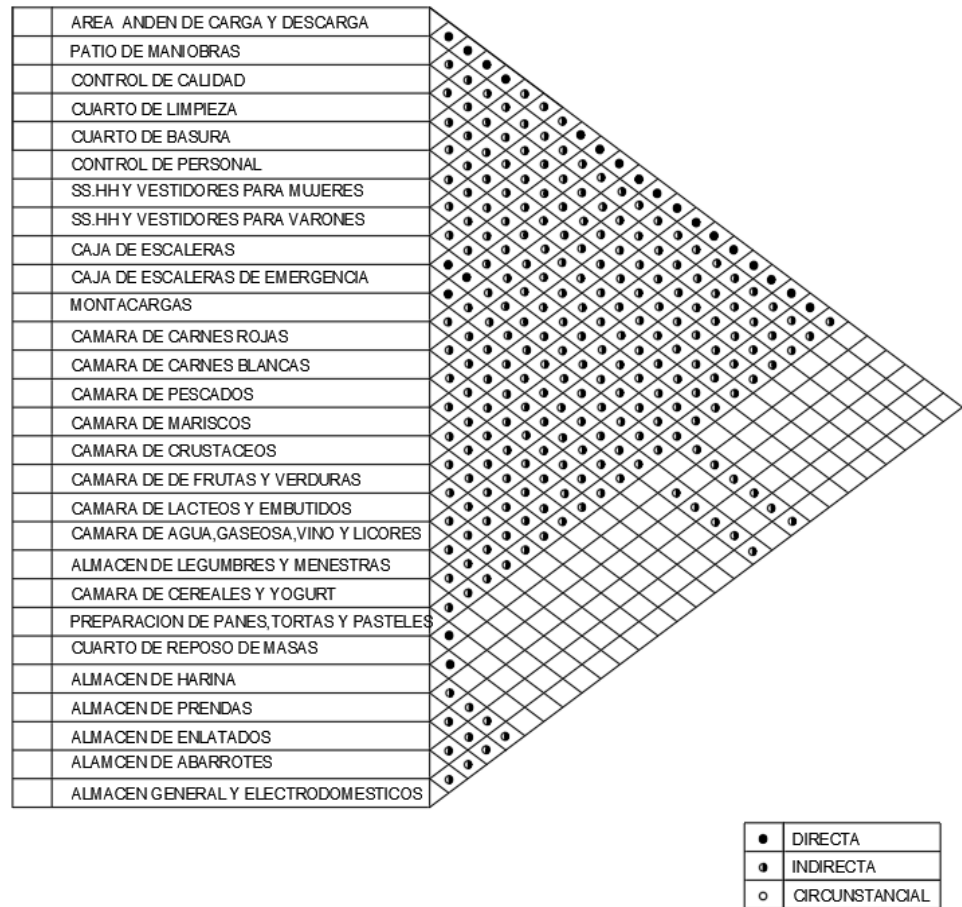 AREA ANDEN DE CARGA Y DESCARGA
PATIO DE MANIOBRAS
CONTROL DE CALIDAD
CUARTO DE LIMPIEZA
CUARTO DE BASURA
CONTROL DE PERSONAL
SS.HH Y VESTIDORES PARA MUJERES
SS.HH Y VESTIDORES PARA VARONES
CAJA DE ESCALERAS
CAJA DE ESCALERAS DE EMERGENCIA
MONTACARGAS
CAMARA DE CARNES ROJAS
CAMARA DE CARNES BLANCAS
CAMARA DE PESCADOS
CAMARA DE MARISCOS
CAMARA DE CRUSTACEOS
CAMARA DE DE FRUTAS Y VERDURAS
CAMARA DE LACTEOS Y EMBUTIDOS
CAMARA DE AGUA,GASEOSA,VINO Y LICORES
ALMACEN DE LEGUMBRES Y MENESTRAS
CAMARA DE CEREALES Y YOGURT
PREPARACION DE PANES,TORTAS Y PASTELES
CUARTO DE REPOSO DE MASAS
ALMACEN DE HARINA
ALMACEN DE PRENDAS
ALMACEN DE ENLATADOS
ALAMCEN DE ABARROTES
ALMACEN GENERAL Y ELECTRODOMESTICOS
DIRECTA
INDIRECTA
CIRCUNSTANCIAL